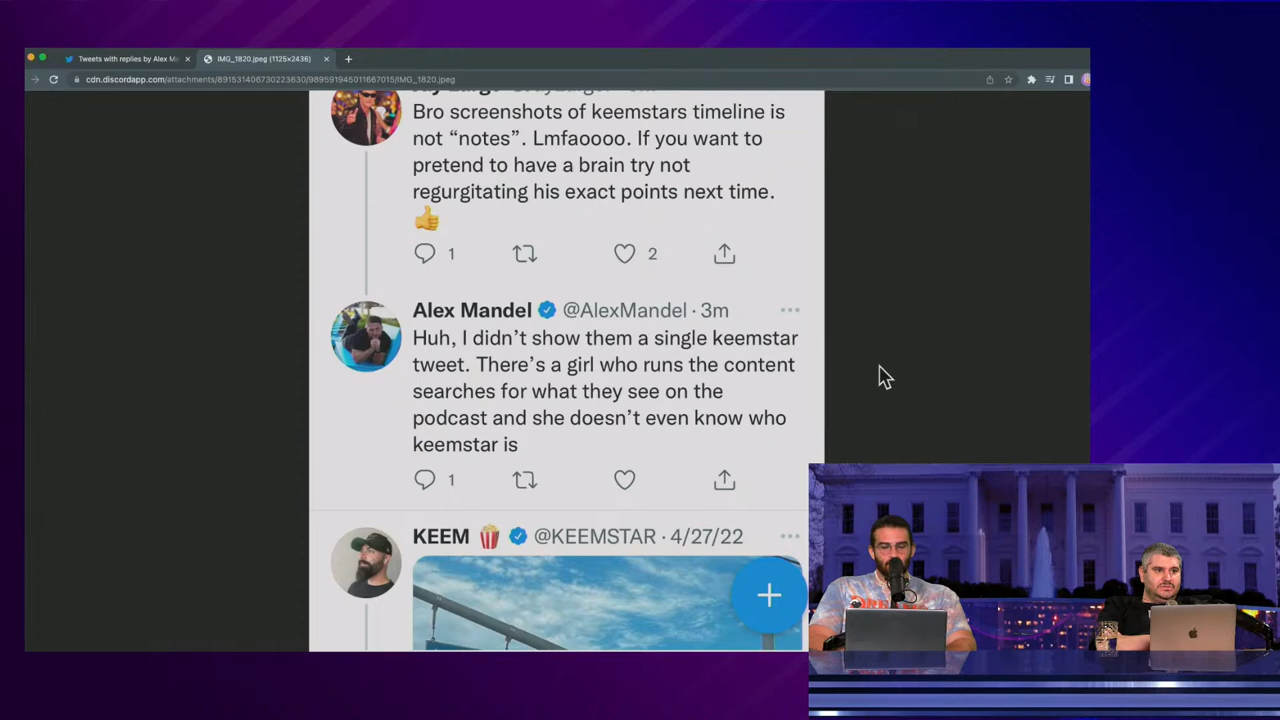 Tweets with replies by Alex Ma
IMG_1820.jpeg (1125×2436)
cdn.discordapp.com/attachments/891531406730223630/989591945011667015/IMG_1820.jpeg
Bro screenshots of keemstars timeline is
not “notes”. Lmfaoooo. If you want to
pretend to have a brain try not
regurgitating his exact points next time.
👍
1 2
Alex Mandel @AlexMandel · 3m
Huh, I didn’t show them a single keemstar
tweet. There’s a girl who runs the content
searches for what they see on the
podcast and she doesn’t even know who
keemstar is
1
KEEM 🍿 @KEEMSTAR · 4/27/22